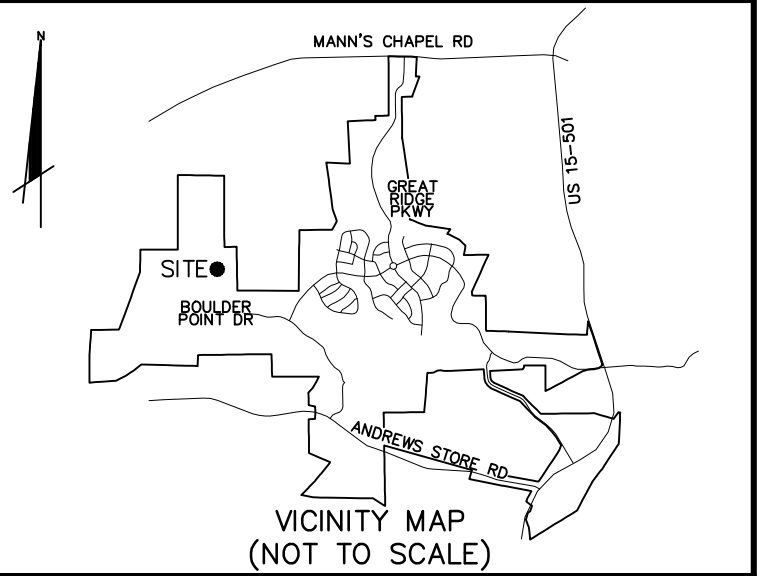 N
MANN'S CHAPEL RD
US 15-501
GREAT
RIDGE
PKWY
SITE
BOULDER
POINT DR
ANDREWS STORE RD
VICINITY MAP
(NOT TO SCALE)